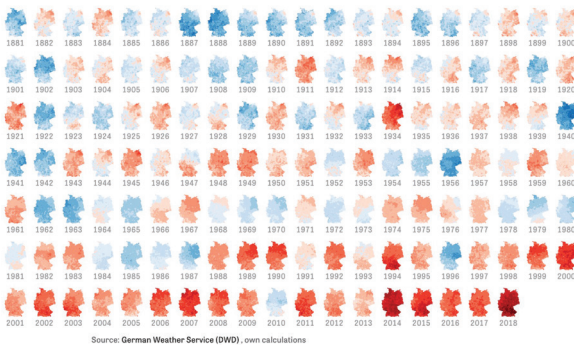 1881 1882 1883 1884 1885 1886 1887 1888 1889 1890 1891 1892 1893 1894 1895 1896 1897 1898 1899 1900
1901 1902 1903 1904 1905 1906 1907 1908 1909 1910 1911 1912 1913 1914 1915 1916 1917 1918 1919 1920
1921 1922 1923 1924 1925 1926 1927 1928 1929 1930 1931 1932 1933 1934 1935 1936 1937 1938 1939 1940
1941 1942 1943 1944 1945 1946 1947 1948 1949 1950 1951 1952 1953 1954 1955 1956 1957 1958 1959 1960
1961 1962 1963 1964 1965 1966 1967 1968 1969 1970 1971 1972 1973 1974 1975 1976 1977 1978 1979 1980
1981 1982 1983 1984 1985 1986 1987 1988 1989 1990 1991 1992 1993 1994 1995 1996 1997 1998 1999 2000
2001 2002 2003 2004 2005 2006 2007 2008 2009 2010 2011 2012 2013 2014 2015 2016 2017 2018
Source: German Weather Service (DWD), own calculations